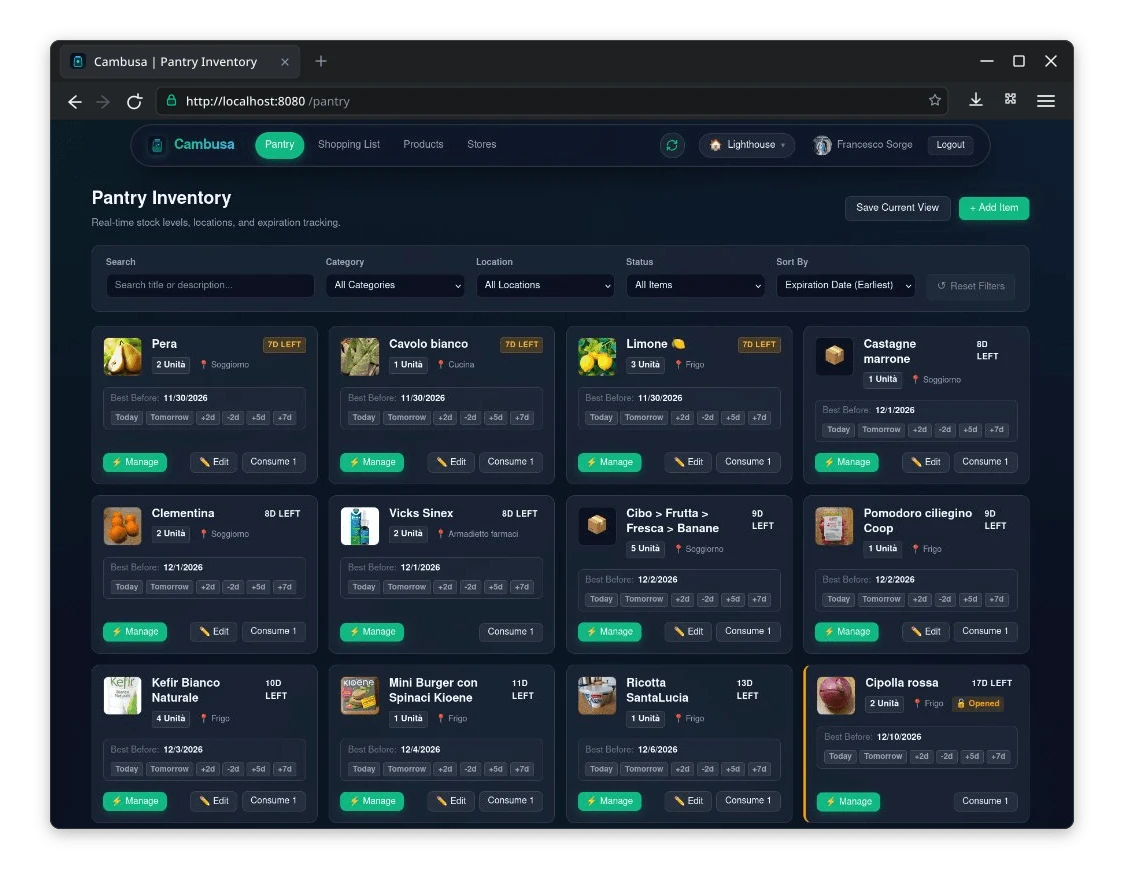 Cambusa | Pantry Inventory
http://localhost:8080 /pantry
Cambusa
Pantry
Shopping List
Products
Stores
Lighthouse
Francesco Sorge
Logout
Pantry Inventory
Real-time stock levels, locations, and expiration tracking.
Save Current View
+ Add Item
Search
Category
Location
Status
Sort By
Search title or description...
All Categories
All Locations
All Items
Expiration Date (Earliest)
↺ Reset Filters
Pera
7D LEFT
2 Unità
📍 Soggiorno
Best Before: 11/30/2026
Today Tomorrow +2d -2d +5d +7d
⚡ Manage
✏️ Edit
Consume 1
Cavolo bianco
7D LEFT
1 Unità
📍 Cucina
Best Before: 11/30/2026
Today Tomorrow +2d -2d +5d +7d
⚡ Manage
✏️ Edit
Consume 1
Limone 🍋
7D LEFT
3 Unità
📍 Frigo
Best Before: 11/30/2026
Today Tomorrow +2d -2d +5d +7d
⚡ Manage
✏️ Edit
Consume 1
Castagne
marrone
8D
LEFT
1 Unità
📍 Soggiorno
Best Before: 12/1/2026
Today Tomorrow +2d -2d +5d +7d
⚡ Manage
✏️ Edit
Consume 1
Clementina
8D LEFT
2 Unità
📍 Soggiorno
Best Before: 12/1/2026
Today Tomorrow +2d -2d +5d +7d
⚡ Manage
✏️ Edit
Consume 1
Vicks Sinex
8D LEFT
2 Unità
📍 Armadietto farmaci
Best Before: 12/1/2026
Today Tomorrow +2d -2d +5d +7d
⚡ Manage
Consume 1
Cibo > Frutta >
Fresca > Banane
9D
LEFT
5 Unità
📍 Soggiorno
Best Before: 12/2/2026
Today Tomorrow +2d -2d +5d +7d
⚡ Manage
✏️ Edit
Consume 1
Pomodoro ciliegino
Coop
9D
LEFT
1 Unità
📍 Frigo
Best Before: 12/2/2026
Today Tomorrow +2d -2d +5d +7d
⚡ Manage
✏️ Edit
Consume 1
Kefir
Kefir Bianco
Naturale
10D
LEFT
4 Unità
📍 Frigo
Best Before: 12/3/2026
Today Tomorrow +2d -2d +5d +7d
⚡ Manage
✏️ Edit
Consume 1
KIOENE
Mini Burger con
Spinaci Kioene
11D
LEFT
1 Unità
📍 Frigo
Best Before: 12/4/2026
Today Tomorrow +2d -2d +5d +7d
⚡ Manage
✏️ Edit
Consume 1
Ricotta
SantaLucia
13D
LEFT
1 Unità
📍 Frigo
Best Before: 12/6/2026
Today Tomorrow +2d -2d +5d +7d
⚡ Manage
✏️ Edit
Consume 1
Cipolla rossa
17D LEFT
2 Unità
📍 Frigo
🔓 Opened
Best Before: 12/10/2026
Today Tomorrow +2d -2d +5d +7d
⚡ Manage
Consume 1